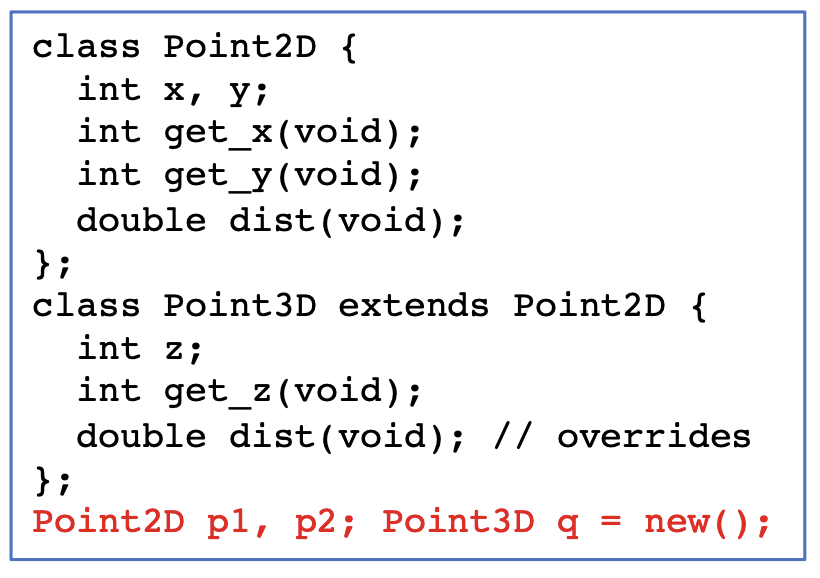 class Point2D {
  int x, y;
  int get_x(void);
  int get_y(void);
  double dist(void);
};
class Point3D extends Point2D {
  int z;
  int get_z(void);
  double dist(void); // overrides
};
Point2D p1, p2; Point3D q = new();